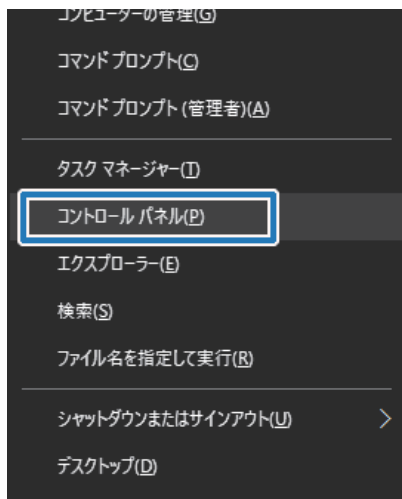 コンピューターの管理(G)
コマンド プロンプト(C)
コマンド プロンプト (管理者)(A)
タスク マネージャー(T)
コントロール パネル(P)
エクスプローラー(E)
検索(S)
ファイル名を指定して実行(R)
シャットダウンまたはサインアウト(U)
デスクトップ(D)